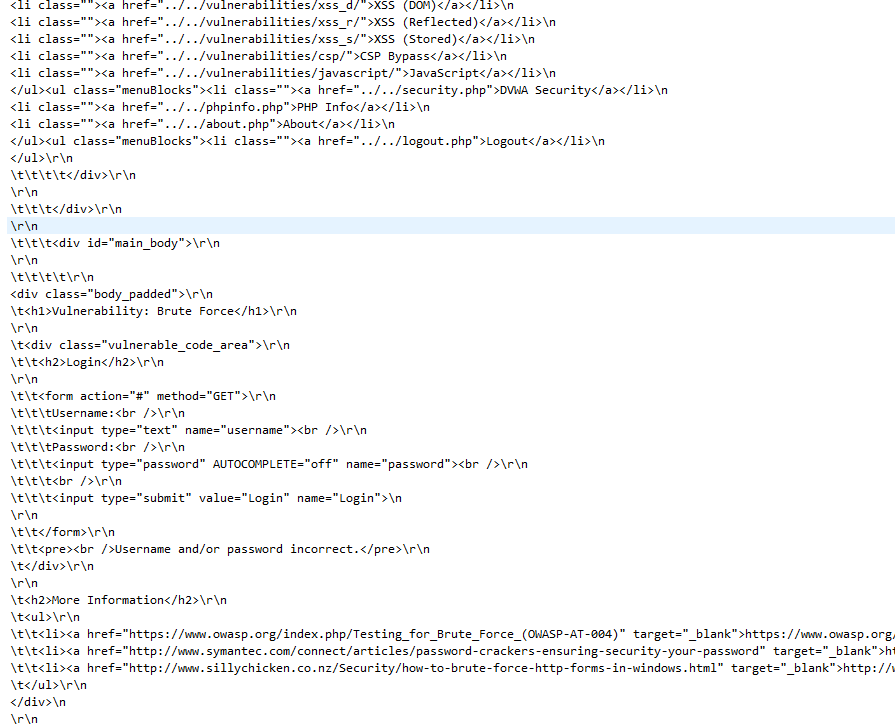 <li class=""><a href="../../vulnerabilities/xss_d/">XSS (DOM)</a></li>\n
<li class=""><a href="../../vulnerabilities/xss_r/">XSS (Reflected)</a></li>\n
<li class=""><a href="../../vulnerabilities/xss_s/">XSS (Stored)</a></li>\n
<li class=""><a href="../../vulnerabilities/csp/">CSP Bypass</a></li>\n
<li class=""><a href="../../vulnerabilities/javascript/">JavaScript</a></li>\n
</ul><ul class="menuBlocks"><li class=""><a href="../../security.php">DVWA Security</a></li>\n
<li class=""><a href="../../phpinfo.php">PHP Info</a></li>\n
<li class=""><a href="../../about.php">About</a></li>\n
</ul><ul class="menuBlocks"><li class=""><a href="../../logout.php">Logout</a></li>\n
</ul>\r\n
\t\t\t\t</div>\r\n
\r\n
\t\t\t</div>\r\n
\r\n
\t\t\t<div id="main_body">\r\n
\r\n
\t\t\t\t\r\n
<div class="body_padded">\r\n
\t<h1>Vulnerability: Brute Force</h1>\r\n
\r\n
\t<div class="vulnerable_code_area">\r\n
\t\t<h2>Login</h2>\r\n
\r\n
\t\t<form action="#" method="GET">\r\n
\t\t\tUsername:<br />\r\n
\t\t\t<input type="text" name="username"><br />\r\n
\t\t\tPassword:<br />\r\n
\t\t\t<input type="password" AUTOCOMPLETE="off" name="password"><br />\r\n
\t\t\t<br />\r\n
\t\t\t<input type="submit" value="Login" name="Login">\n
\r\n
\t\t</form>\r\n
\t\t<pre><br />Username and/or password incorrect.</pre>\r\n
\t</div>\r\n
\r\n
\t<h2>More Information</h2>\r\n
\t<ul>\r\n
\t\t<li><a href="https://www.owasp.org/index.php/Testing_for_Brute_Force_(OWASP-AT-004)" target="_blank">https://www.owasp.org/
\t\t<li><a href="http://www.symantec.com/connect/articles/password-crackers-ensuring-security-your-password" target="_blank">ht
\t\t<li><a href="http://www.sillychicken.co.nz/Security/how-to-brute-force-http-forms-in-windows.html" target="_blank">http://w
\t</ul>\r\n
</div>\n
\r\n